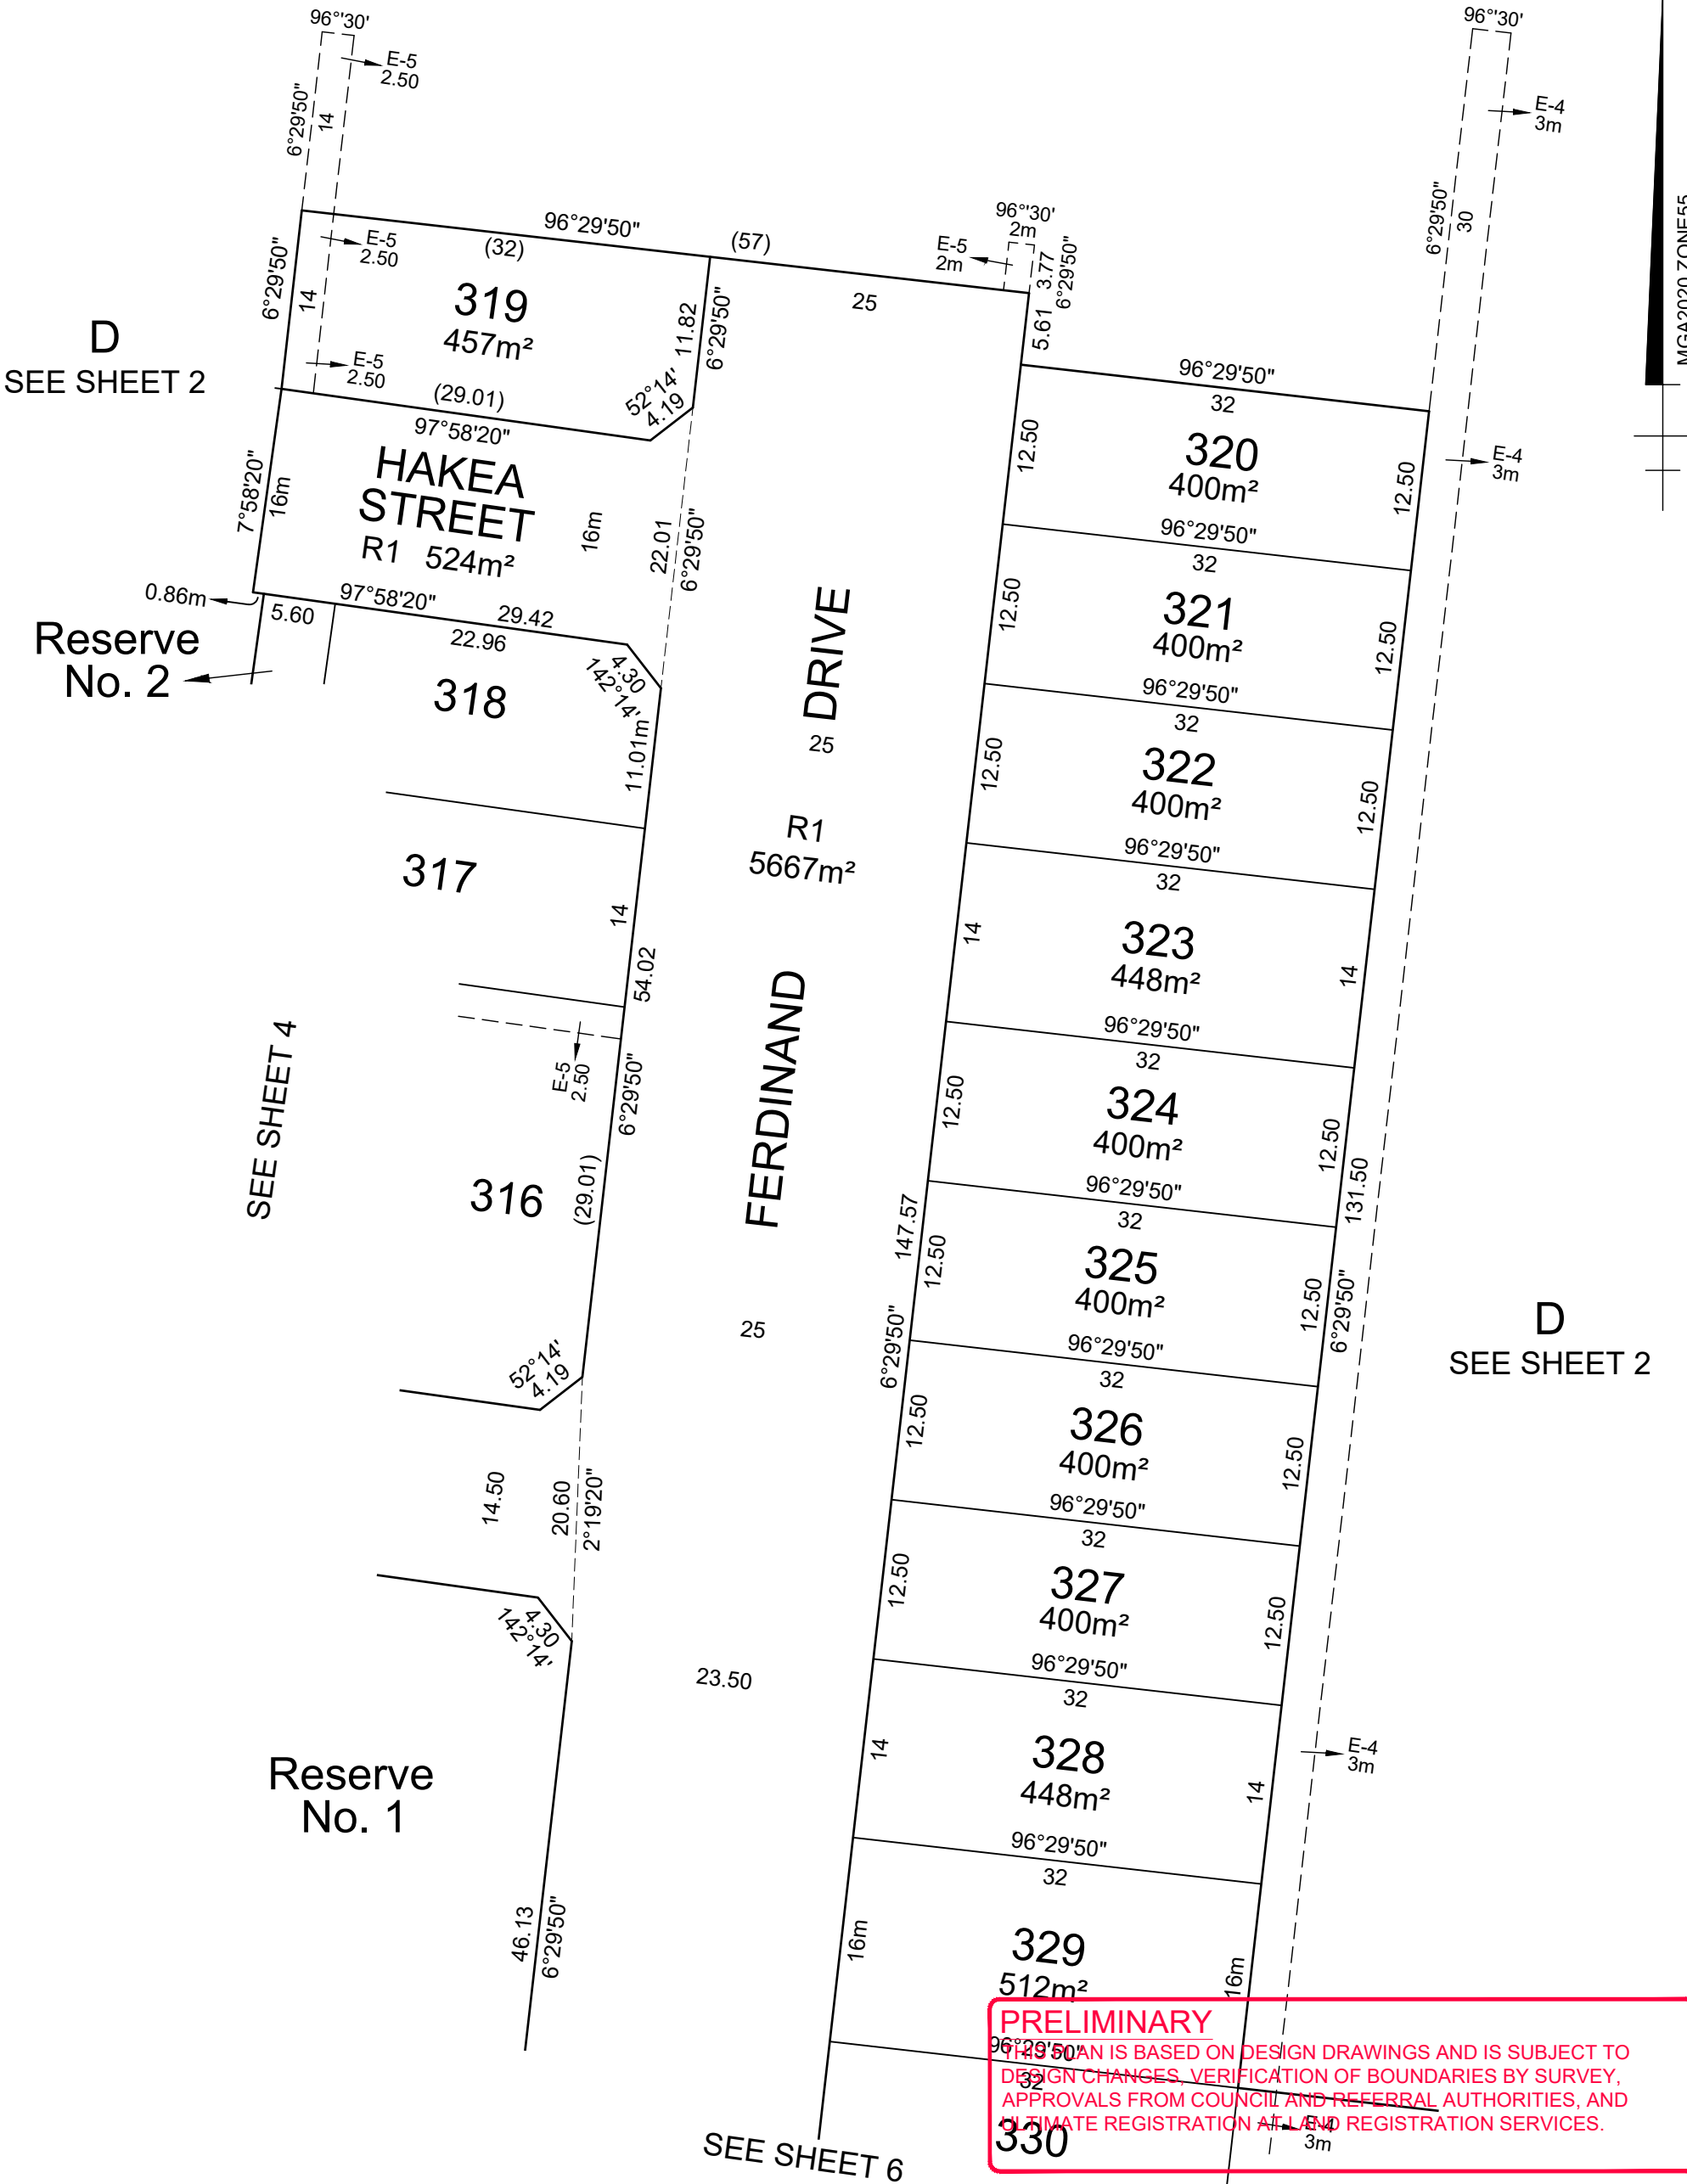 96°'30'
E-5
2.50
6°29'50"
14
96°'30'
E-4
3m
6°29'50"
30
MGA2020 ZONE55
96°29'50"
(32)
(57)
25
96°'30'
2m
E-5
2m
3.77
6°29'50"
5.61
6°29'50"
14
E-5
2.50
319
457m²
11.82
6°29'50"
E-5
2.50
(29.01)
52°14'
4.19
97°58'20"
D
SEE SHEET 2
HAKEA
STREET
R1 524m²
7°58'20"
16m
16m
22.01
6°29'50"
0.86m
5.60
97°58'20"
29.42
22.96
4.30
142°14'
Reserve
No. 2
318
11.01m
317
14
54.02
SEE SHEET 4
E-5
2.50
6°29'50"
316
(29.01)
52°14'
4.19
14.50
20.60
2°19'20"
4.30
142°14'
Reserve
No. 1
46.13
6°29'50"
FERDINAND DRIVE
25
R1
5667m²
25
23.50
147.57
6°29'50"
96°29'50"
32
12.50
320
400m²
12.50
E-4
3m
96°29'50"
32
12.50
321
400m²
12.50
96°29'50"
32
12.50
322
400m²
12.50
96°29'50"
32
14
323
448m²
14
96°29'50"
32
12.50
324
400m²
12.50
131.50
6°29'50"
96°29'50"
32
12.50
325
400m²
12.50
D
SEE SHEET 2
96°29'50"
32
12.50
326
400m²
12.50
96°29'50"
32
12.50
327
400m²
12.50
96°29'50"
32
14
328
448m²
14
E-4
3m
96°29'50"
32
16m
329
512m²
16m
96°29'50"
32
330
E-4
3m
SEE SHEET 6
PRELIMINARY
THIS PLAN IS BASED ON DESIGN DRAWINGS AND IS SUBJECT TO
DESIGN CHANGES, VERIFICATION OF BOUNDARIES BY SURVEY,
APPROVALS FROM COUNCIL AND REFERRAL AUTHORITIES, AND
ULTIMATE REGISTRATION AT LAND REGISTRATION SERVICES.